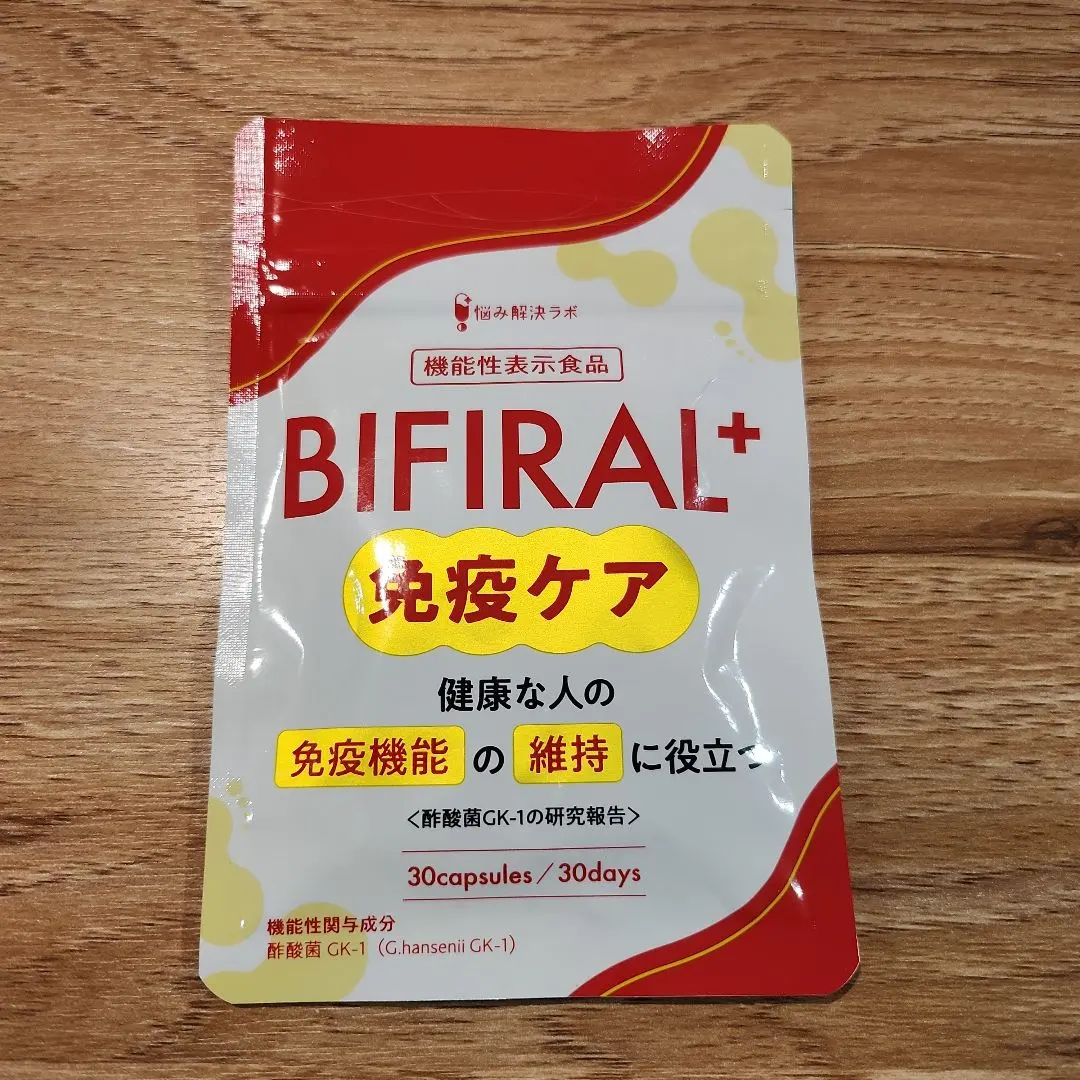 悩み解決ラボ
機能性表示食品
BIFIRAL+
免疫ケア
健康な人の
免疫機能の維持に役立つ
<酢酸菌GK-1の研究報告>
30capsules/30days
機能性関与成分
酢酸菌 GK-1(G.hansenii GK-1)